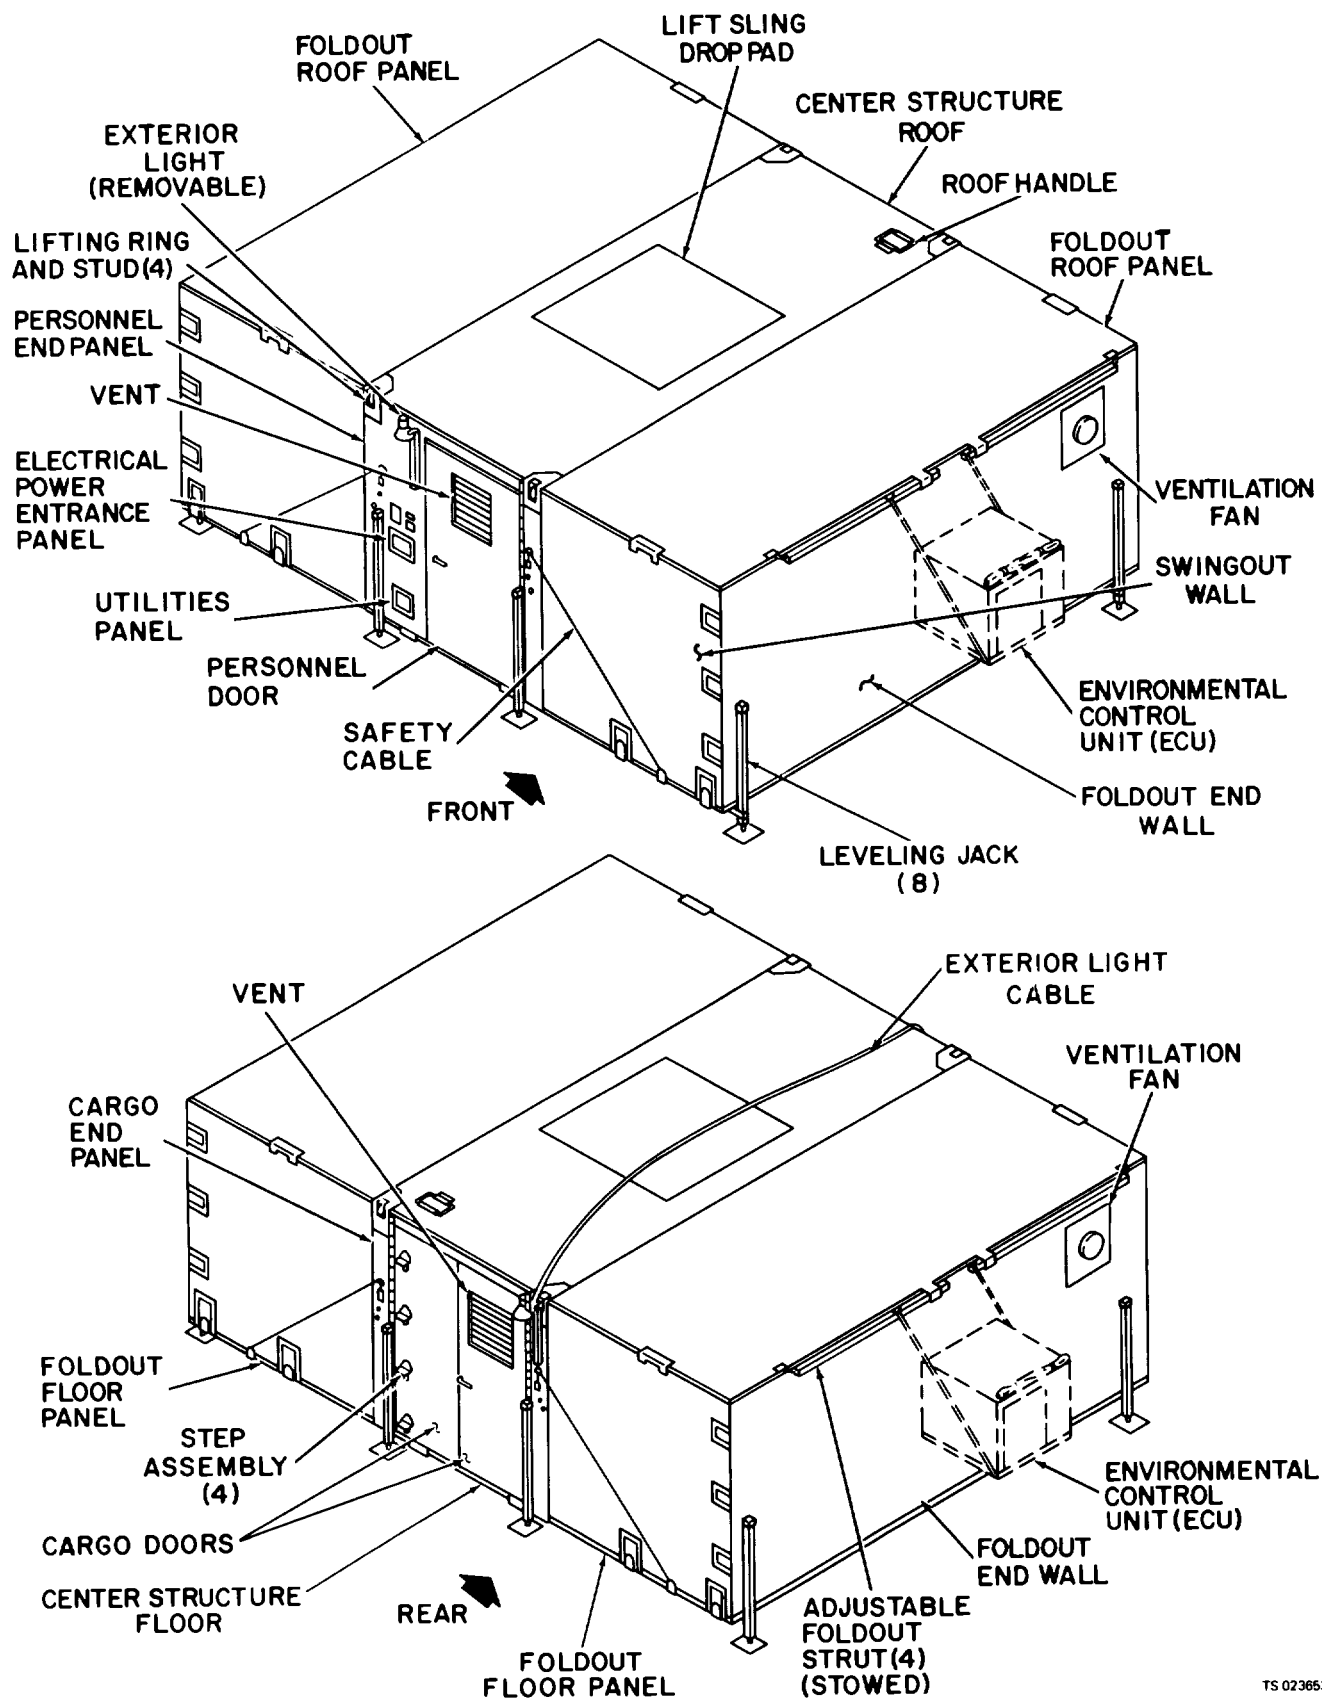 FOLDOUT
ROOF PANEL
LIFT SLING
DROP PAD
CENTER STRUCTURE
ROOF
EXTERIOR
LIGHT
(REMOVABLE)
ROOF HANDLE
LIFTING RING
AND STUD(4)
FOLDOUT
ROOF PANEL
PERSONNEL
END PANEL
VENT
ELECTRICAL
POWER
ENTRANCE
PANEL
VENTILATION
FAN
SWINGOUT
WALL
UTILITIES
PANEL
PERSONNEL
DOOR
ENVIRONMENTAL
CONTROL
UNIT (ECU)
SAFETY
CABLE
FRONT
FOLDOUT END
WALL
LEVELING JACK
(8)
VENT
EXTERIOR LIGHT
CABLE
VENTILATION
FAN
CARGO
END
PANEL
FOLDOUT
FLOOR
PANEL
STEP
ASSEMBLY
(4)
ENVIRONMENTAL
CONTROL
UNIT (ECU)
CARGO DOORS
FOLDOUT
END WALL
CENTER STRUCTURE
FLOOR
REAR
ADJUSTABLE
FOLDOUT
STRUT(4)
(STOWED)
FOLDOUT
FLOOR PANEL